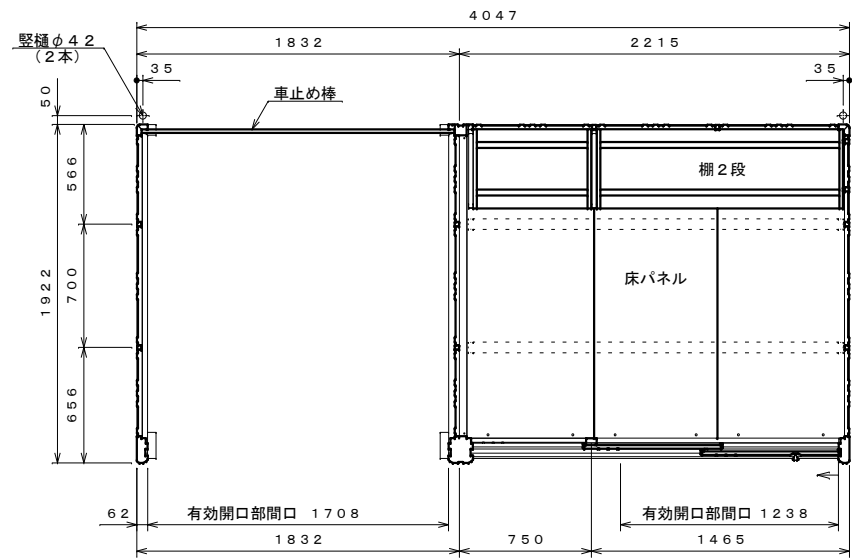 4047
1832
2215
竪樋φ42
(2本)
35
35
50
車止め棒
566
棚2段
700
1922
床パネル
656
62
有効開口部間口 1708
有効開口部間口 1238
1832
750
1465